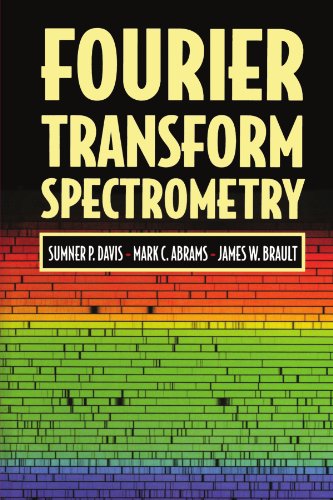 FOURIER
TRANSFORM
SPECTROMETRY
SUMNER P. DAVIS - MARK C. ABRAMS - JAMES W. BRAULT